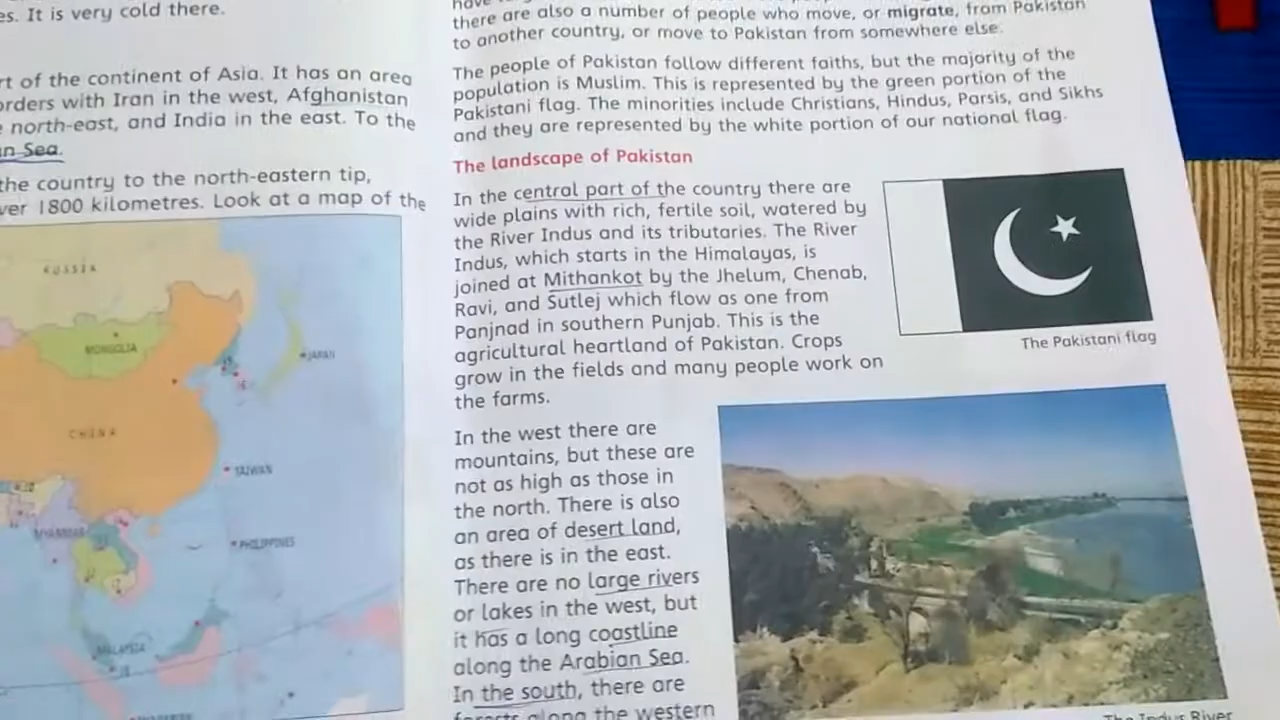 es. It is very cold there.
rt of the continent of Asia. It has an area
orders with Iran in the west, Afghanistan
north-east, and India in the east. To the
an Sea.
the country to the north-eastern tip,
ver 1800 kilometres. Look at a map of the
RUSSIA
MONGOLIA
JAPAN
CHINA
TAIWAN
MYANMAR
PHILIPPINES
MALAYSIA
there are also a number of people who move, or migrate, from Pakistan
to another country, or move to Pakistan from somewhere else.
The people of Pakistan follow different faiths, but the majority of the
population is Muslim. This is represented by the green portion of the
Pakistani flag. The minorities include Christians, Hindus, Parsis, and Sikhs
and they are represented by the white portion of our national flag.
The landscape of Pakistan
In the central part of the country there are
wide plains with rich, fertile soil, watered by
the River Indus and its tributaries. The River
Indus, which starts in the Himalayas, is
joined at Mithankot by the Jhelum, Chenab,
Ravi, and Sutlej which flow as one from
Panjnad in southern Punjab. This is the
agricultural heartland of Pakistan. Crops
grow in the fields and many people work on
the farms.
The Pakistani flag
In the west there are
mountains, but these are
not as high as those in
the north. There is also
an area of desert land,
as there is in the east.
There are no large rivers
or lakes in the west, but
it has a long coastline
along the Arabian Sea.
In the south, there are
forests along the western
The Indus River